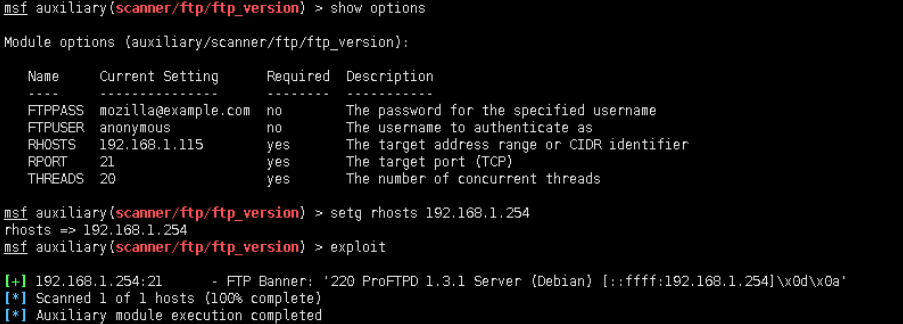 msf auxiliary(scanner/ftp/ftp_version) > show options
Module options (auxiliary/scanner/ftp/ftp_version):
Name Current Setting Required Description
---- --------------- -------- -----------
FTPPASS mozilla@example.com no The password for the specified username
FTPUSER anonymous no The username to authenticate as
RHOSTS 192.168.1.115 yes The target address range or CIDR identifier
RPORT 21 yes The target port (TCP)
THREADS 20 yes The number of concurrent threads
msf auxiliary(scanner/ftp/ftp_version) > setg rhosts 192.168.1.254
rhosts => 192.168.1.254
msf auxiliary(scanner/ftp/ftp_version) > exploit
[+] 192.168.1.254:21 - FTP Banner: '220 ProFTPD 1.3.1 Server (Debian) [::ffff:192.168.1.254]\x0d\x0a'
[*] Scanned 1 of 1 hosts (100% complete)
[*] Auxiliary module execution completed